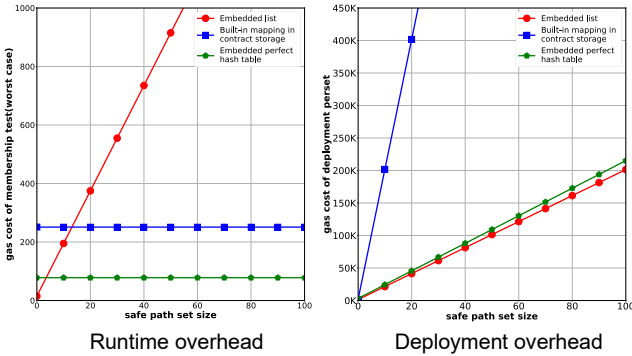 1000
800
600
400
200
0
0
20
40
60
80
100
gas cost of membership test(worst case)
safe path set size
Embedded list
Built-in mapping in
contract storage
Embedded perfect
hash table
Runtime overhead
450K
400K
350K
300K
250K
200K
150K
100K
50K
0K
0
20
40
60
80
100
gas cost of deployment perset
safe path set size
Embedded list
Built-in mapping in
contract storage
Embedded perfect
hash table
Deployment overhead